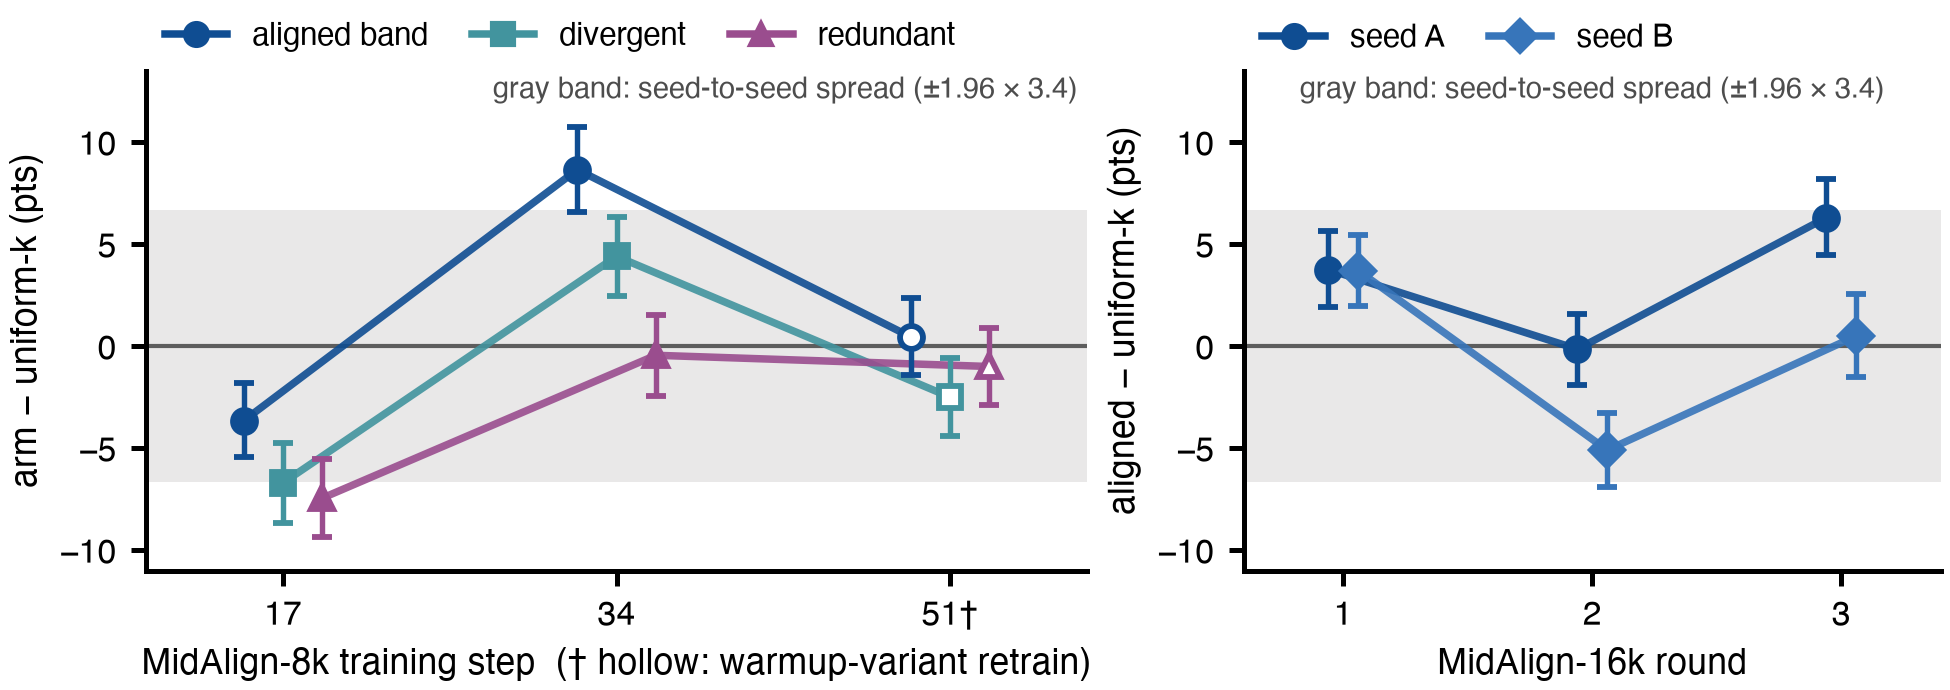 aligned band divergent redundant
gray band: seed-to-seed spread (±1.96 × 3.4)
arm – uniform-k (pts)
10
5
0
−5
−10
17 34 51†
MidAlign-8k training step († hollow: warmup-variant retrain)
seed A seed B
gray band: seed-to-seed spread (±1.96 × 3.4)
aligned – uniform-k (pts)
10
5
0
−5
−10
1 2 3
MidAlign-16k round